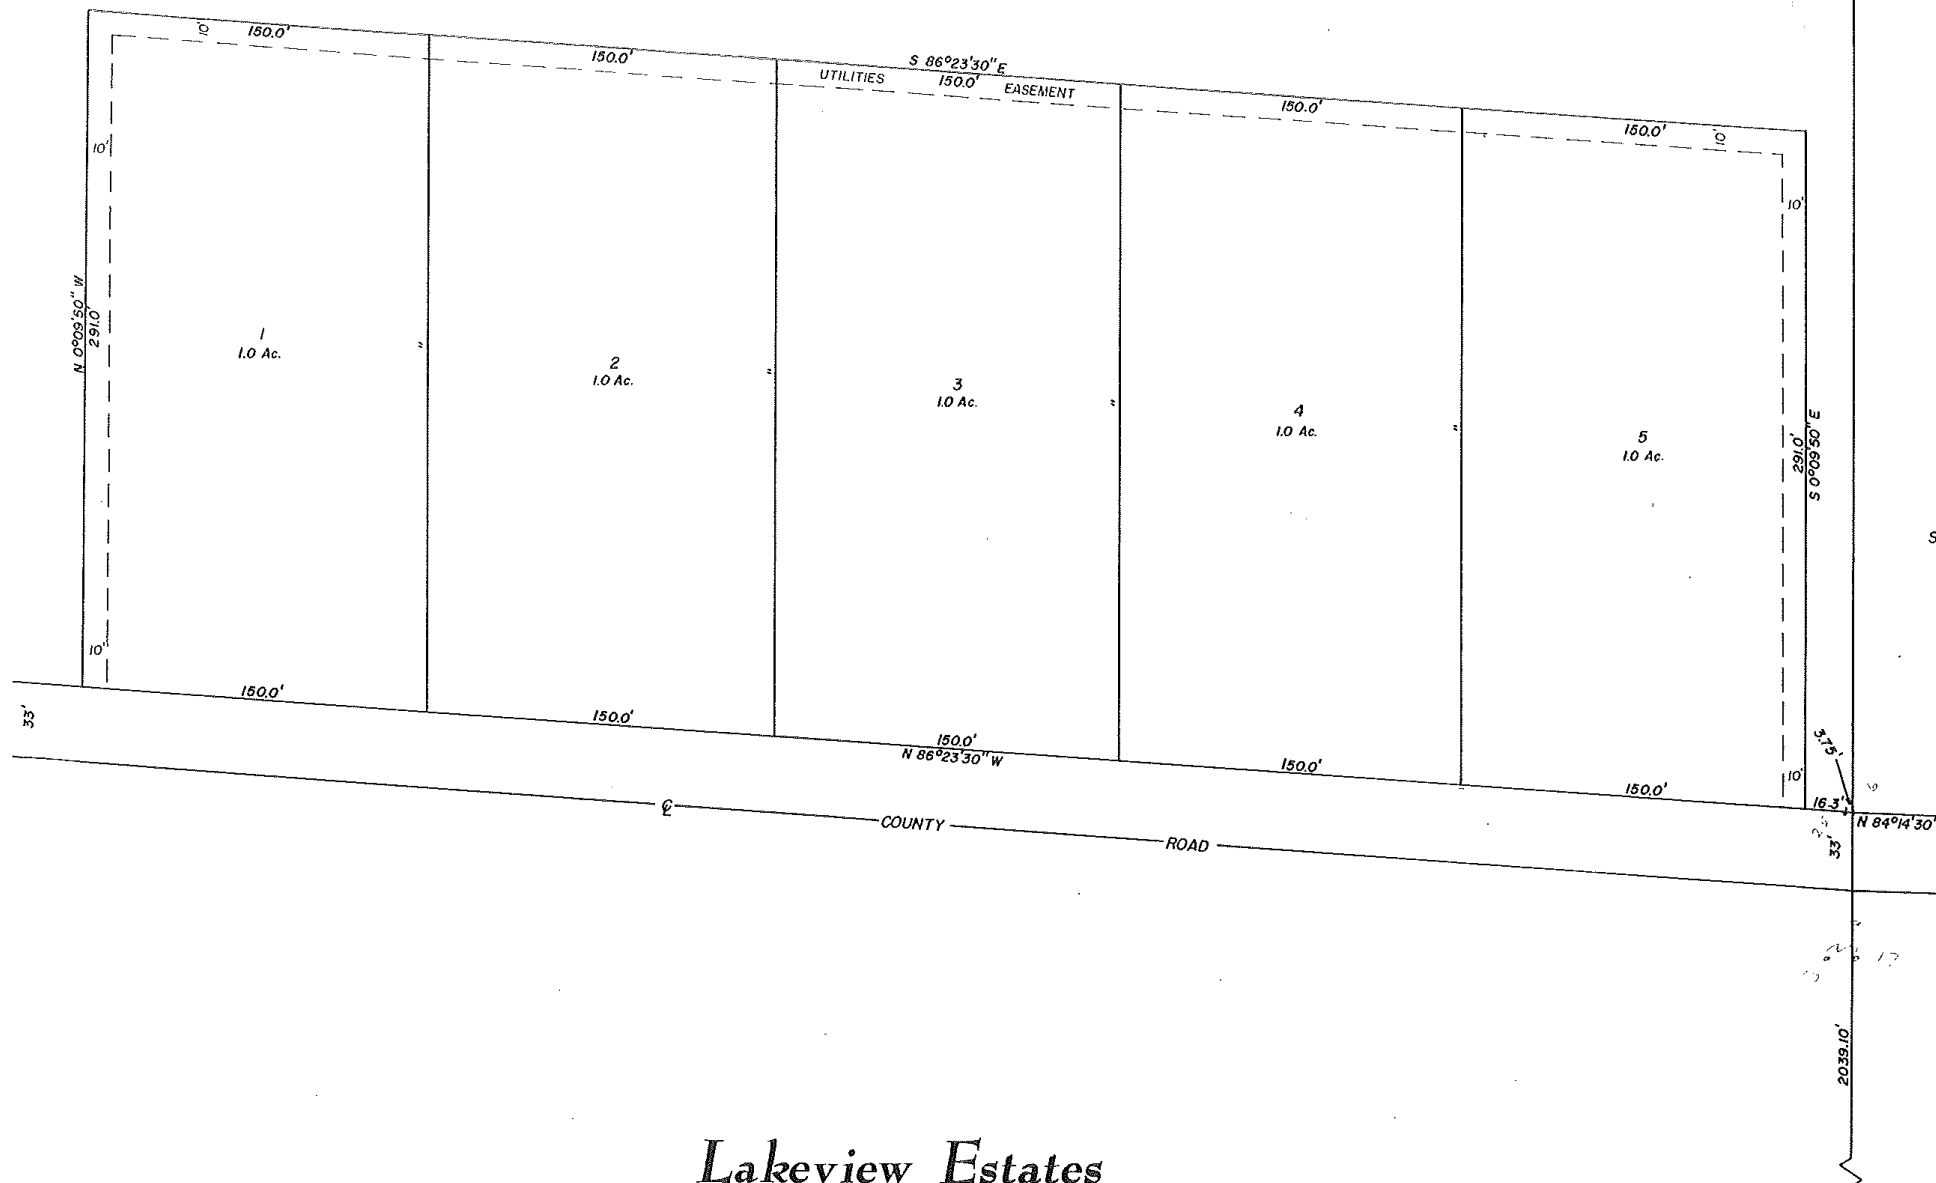 10'
150.0'
150.0'
S 86°23'30" E
UTILITIES 150.0' EASEMENT
150.0'
150.0'
10'
10'
10'
N 0°09'50" W
291.0'
1
1.0 Ac.
"
2
1.0 Ac.
"
3
1.0 Ac.
"
4
1.0 Ac.
"
5
1.0 Ac.
291.0'
S 0°09'50" E
S
10'
10'
150.0'
150.0'
150.0'
N 86°23'30" W
150.0'
150.0'
33'
3.75'
16.3'
N 84°14'30"
33'
℄ COUNTY ROAD
2039.10'
Lakeview Estates